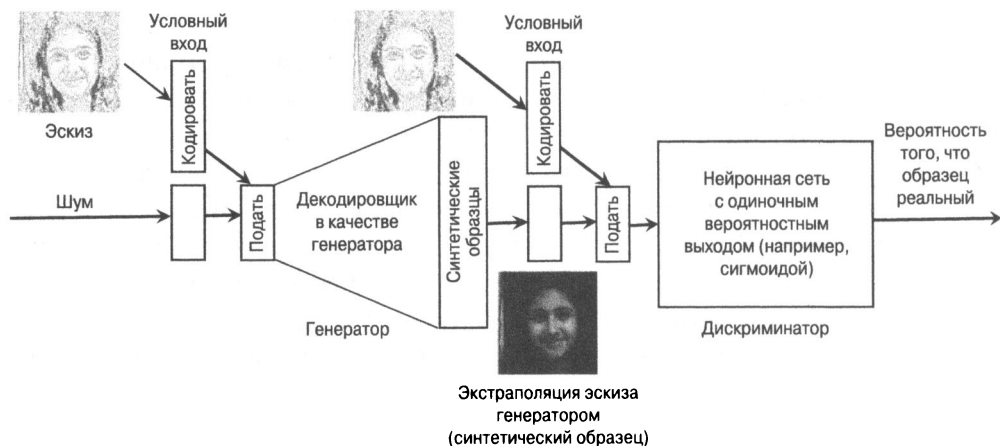 Условный
вход
Кодировать
Эскиз
Шум
Подать
Декодировщик
в качестве
генератора
Генератор
Синтетические
образцы
Условный
вход
Кодировать
Подать
Экстраполяция эскиза
генератором
(синтетический образец)
Нейронная сеть
с одиночным
вероятностным
выходом (например,
сигмоидой)
Дискриминатор
Вероятность
того, что
образец
реальный